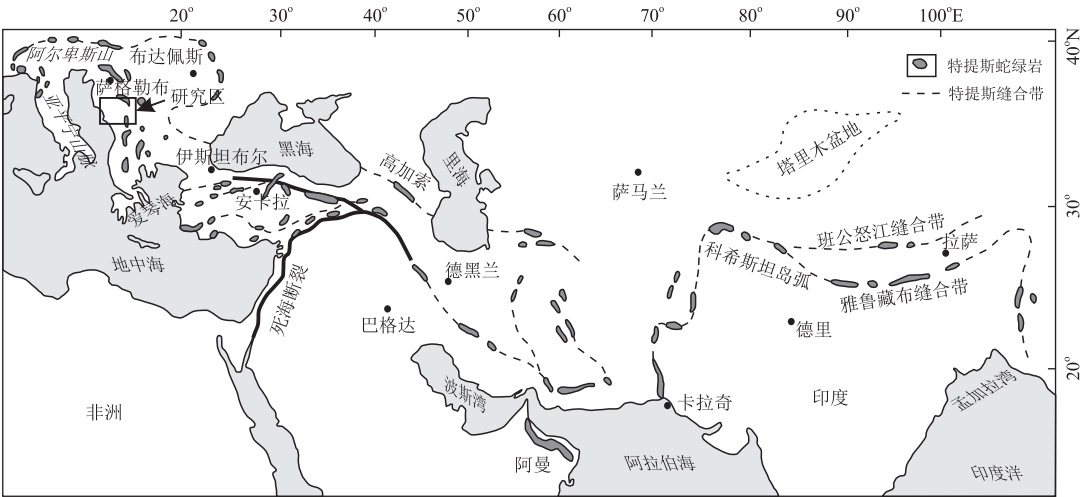 20°
30°
40°
50°
60°
70°
80°
90°
100°E
40°N
30°
20°
阿尔卑斯山
布达佩斯
萨格勒布
研究区
亚平宁山脉
特提斯蛇绿岩
特提斯缝合带
伊斯坦布尔
黑海
高加索
里海
塔里木盆地
萨马兰
爱琴海
安卡拉
地中海
死海断裂
德黑兰
巴格达
科希斯坦岛弧
班公怒江缝合带
拉萨
雅鲁藏布缝合带
德里
波斯湾
卡拉奇
印度
孟加拉湾
非洲
阿曼
阿拉伯海
印度洋